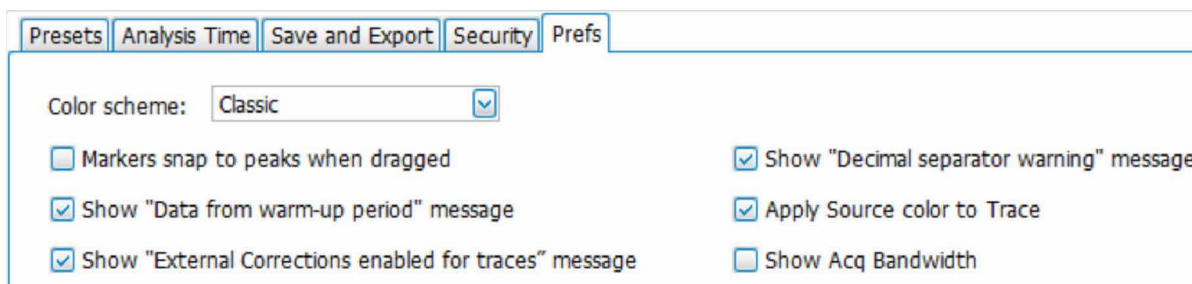 Presets Analysis Time Save and Export Security Prefs
Color scheme: Classic
Markers snap to peaks when dragged Show "Decimal separator warning" message
Show "Data from warm-up period" message Apply Source color to Trace
Show "External Corrections enabled for traces” message Show Acq Bandwidth